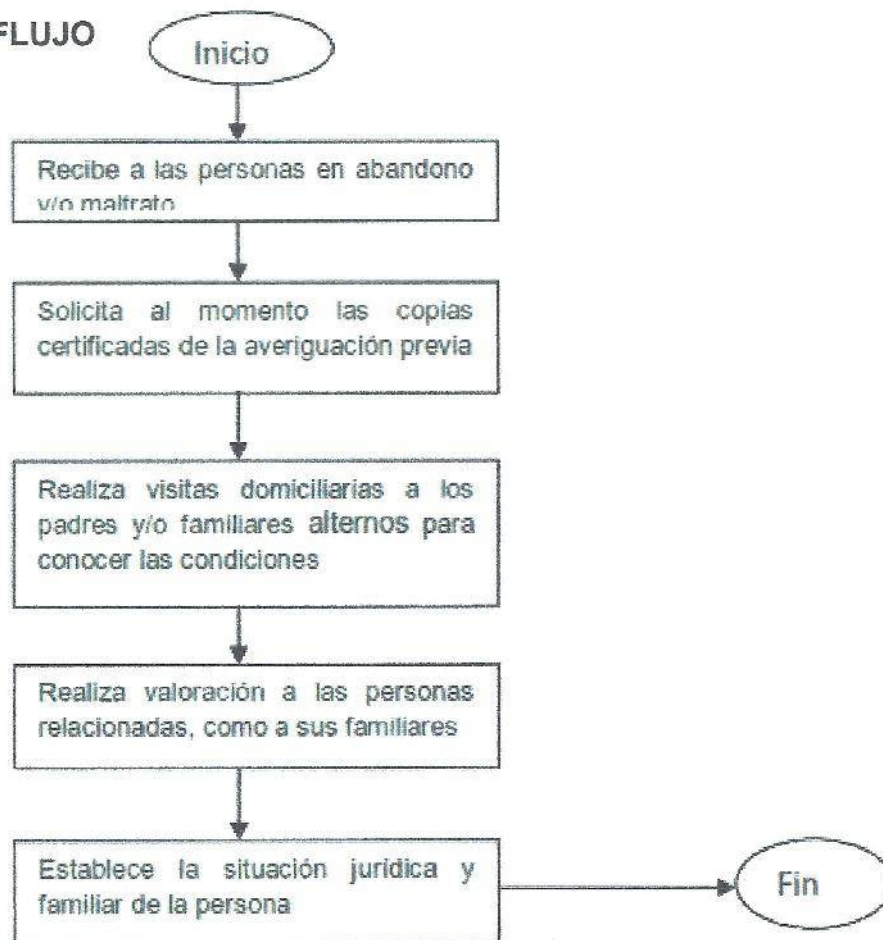 FLUJO
Inicio
Recibe a las personas en abandono
y/o maltrato
Solicita al momento las copias
certificadas de la averiguación previa
Realiza visitas domiciliarias a los
padres y/o familiares alternos para
conocer las condiciones
Realiza valoración a las personas
relacionadas, como a sus familiares
Establece la situación jurídica y
familiar de la persona
Fin